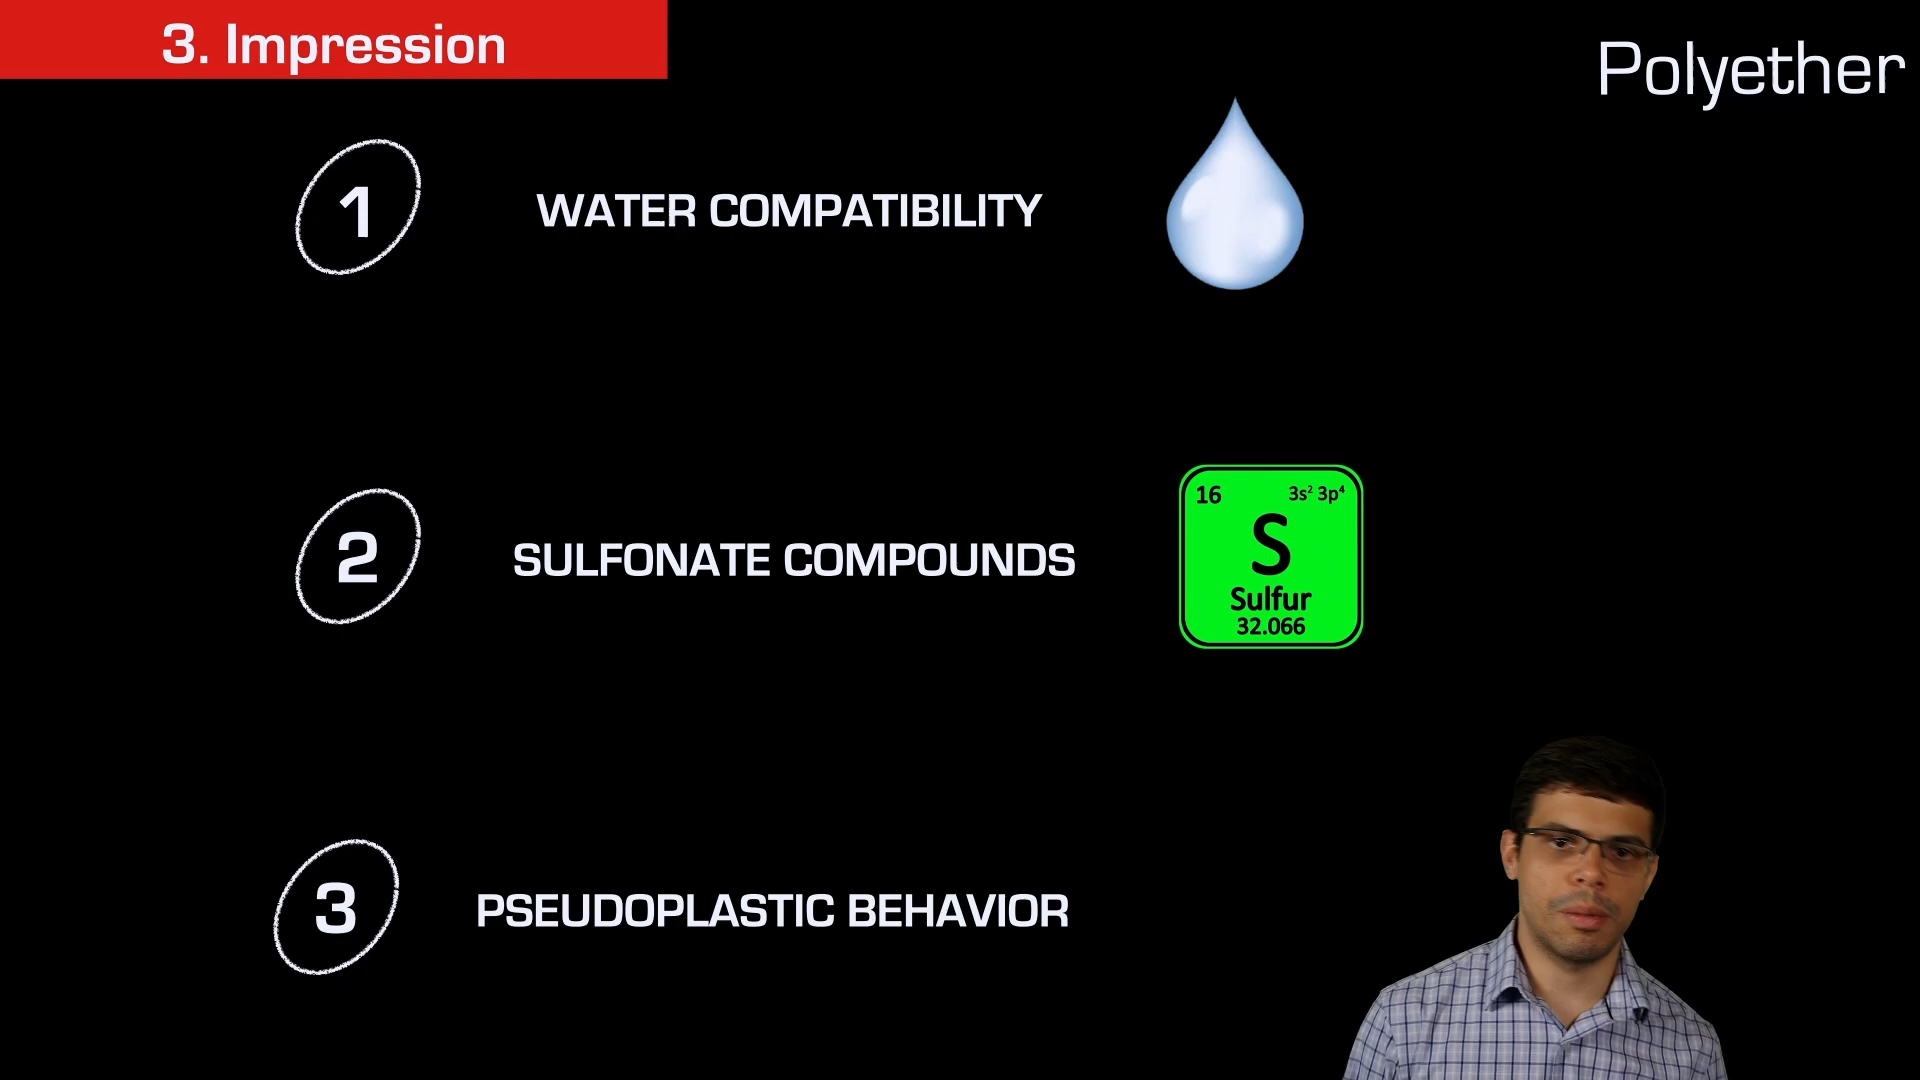 3. Impression
Polyether
1
WATER COMPATIBILITY
2
SULFONATE COMPOUNDS
16
3s² 3p⁴
S
Sulfur
32.066
3
PSEUDOPLASTIC BEHAVIOR